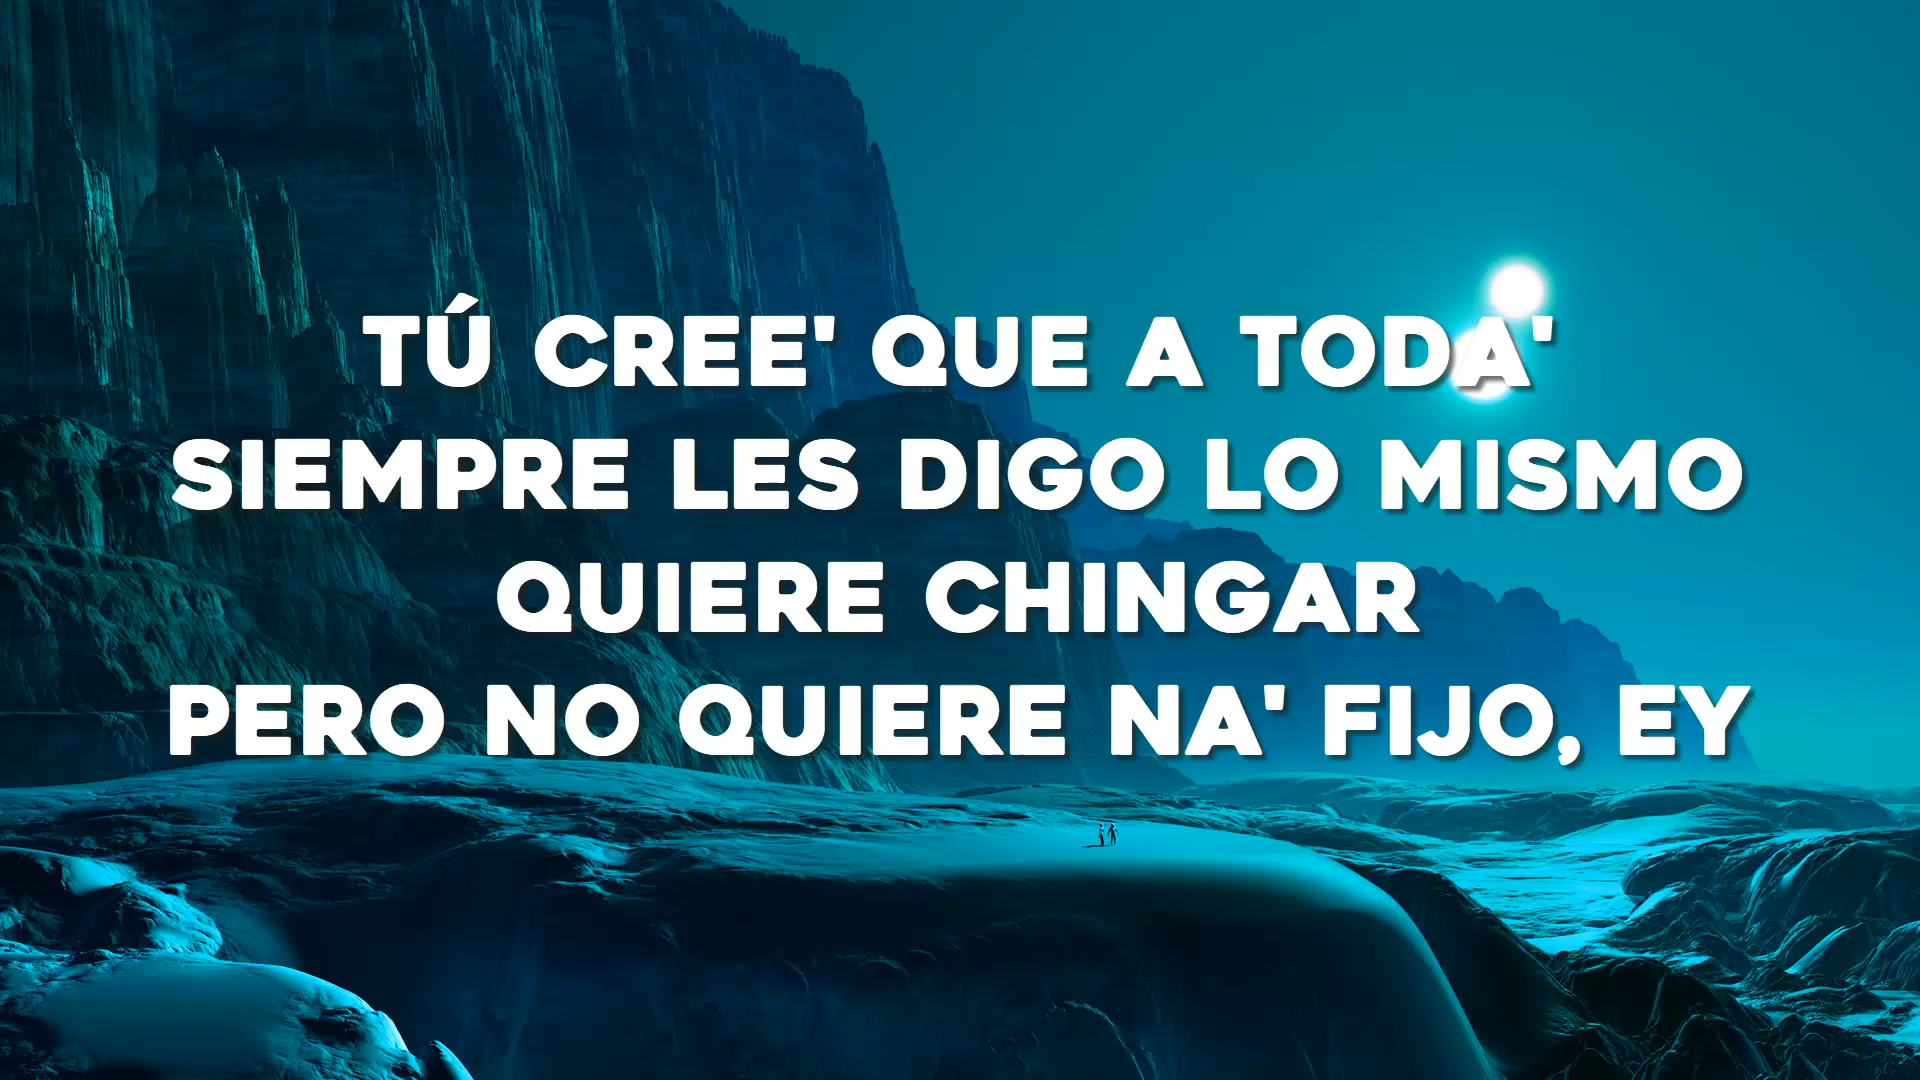 TÚ CREE' QUE A TODA'
SIEMPRE LES DIGO LO MISMO
QUIERE CHINGAR
PERO NO QUIERE NA' FIJO, EY